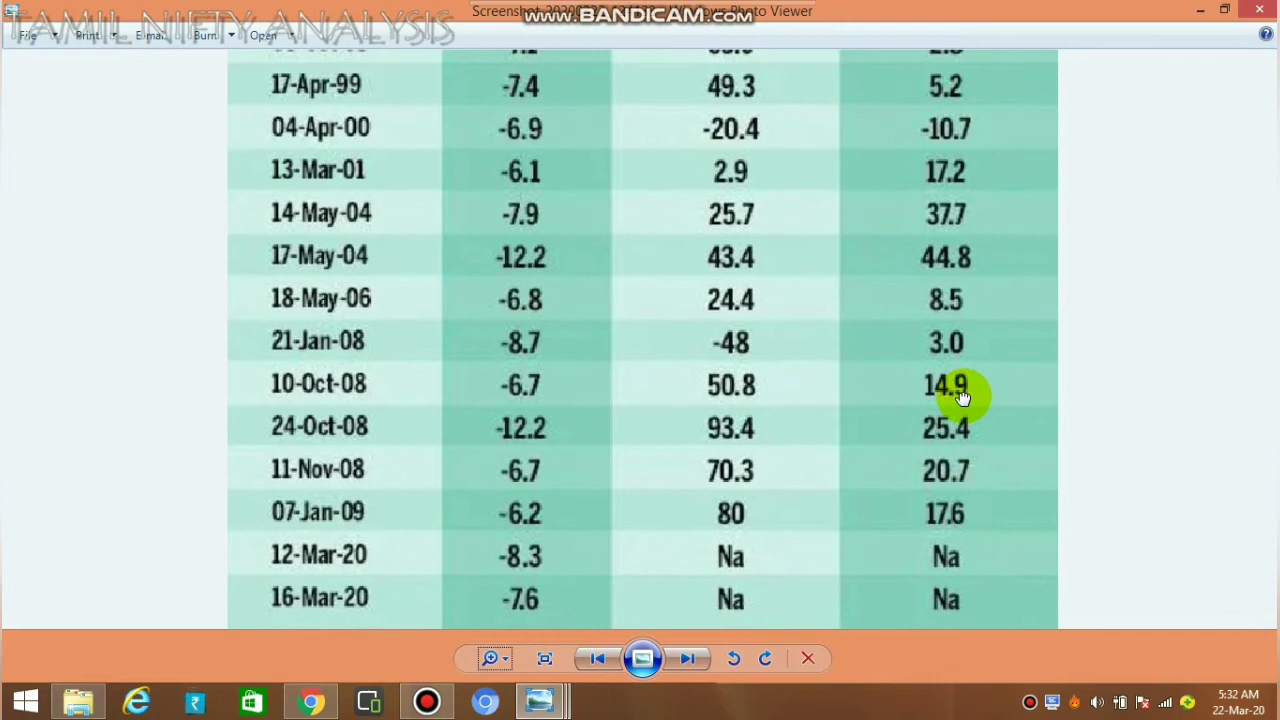 Screenshot
Photo Viewer
www.BANDICAM.com
TAMIL NIFTY ANALYSIS
File Print E-mail Burn Open
17-Apr-99 -7.4 49.3 5.2
04-Apr-00 -6.9 -20.4 -10.7
13-Mar-01 -6.1 2.9 17.2
14-May-04 -7.9 25.7 37.7
17-May-04 -12.2 43.4 44.8
18-May-06 -6.8 24.4 8.5
21-Jan-08 -8.7 -48 3.0
10-Oct-08 -6.7 50.8 14.9
24-Oct-08 -12.2 93.4 25.4
11-Nov-08 -6.7 70.3 20.7
07-Jan-09 -6.2 80 17.6
12-Mar-20 -8.3 Na Na
16-Mar-20 -7.6 Na Na
5:32 AM
22-Mar-20